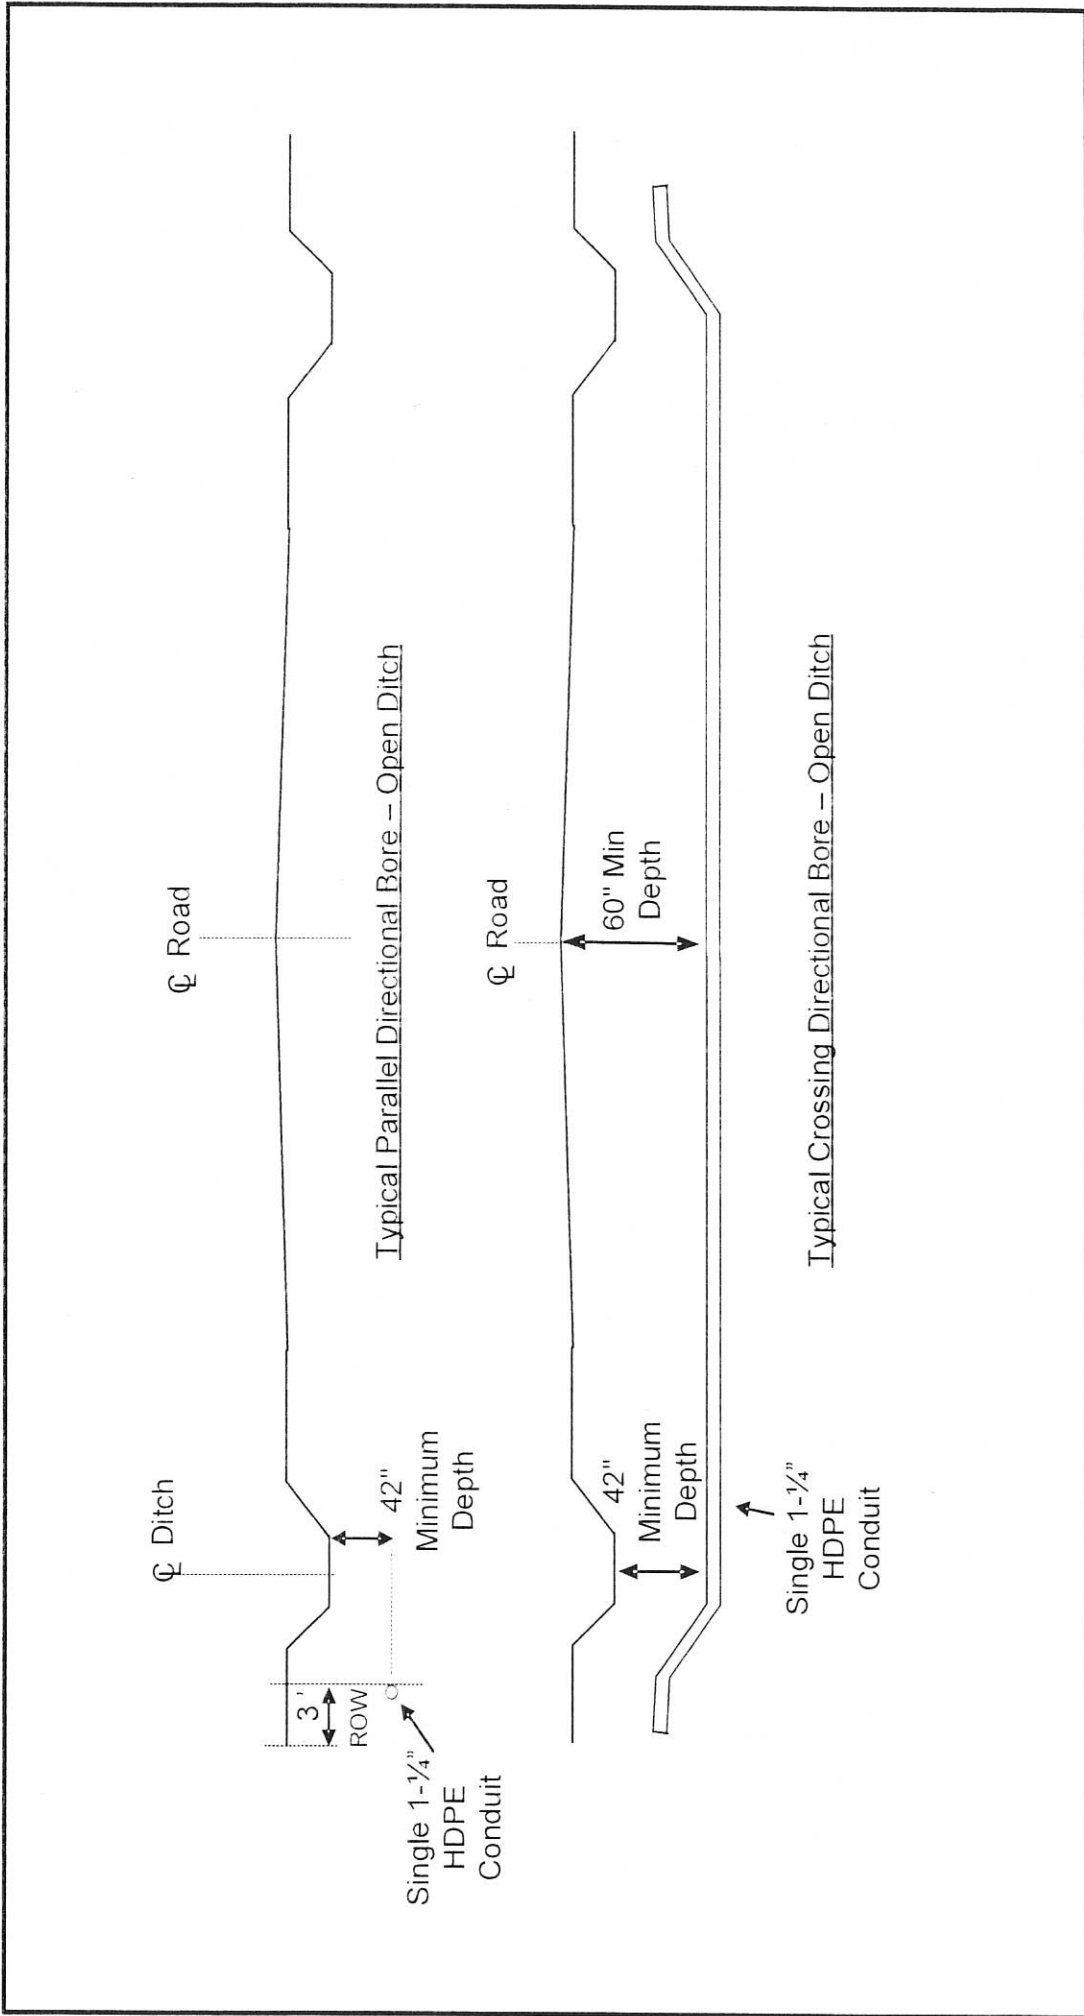 ℄ Ditch
℄ Road
3'
ROW
42"
Minimum
Depth
Single 1-¼"
HDPE
Conduit
Typical Parallel Directional Bore – Open Ditch
℄ Road
42"
Minimum
Depth
60" Min
Depth
Single 1-¼"
HDPE
Conduit
Typical Crossing Directional Bore – Open Ditch